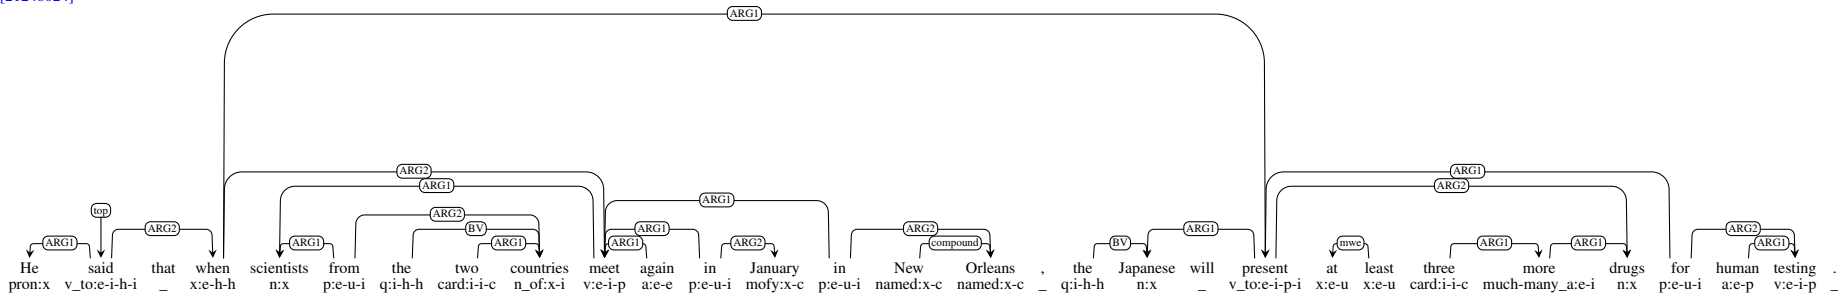 ARG1
ARG2
ARG1
ARG1
ARG2
top
ARG2
ARG1
ARG2
BV
ARG1
ARG2
ARG1
ARG2
ARG1
ARG1
ARG1
ARG1
ARG2
compound
BV
mwe
ARG1
ARG1
ARG1
He said that when scientists from the two countries meet again in January in New Orleans , the Japanese will present at least three more drugs for human testing .
pron:x v_to:e-i-h-i _ x:e-h-h n:x p:e-u-i q:i-h-h card:i-i-c n_of:x-i v:e-i-p a:e-e p:e-u-i mofy:x-c p:e-u-i named:x-c named:x-c _ q:i-h-h n:x _ v_to:e-i-p-i x:e-u x:e-u card:i-i-c much-many_a:e-i n:x p:e-u-i a:e-p v:e-i-p _